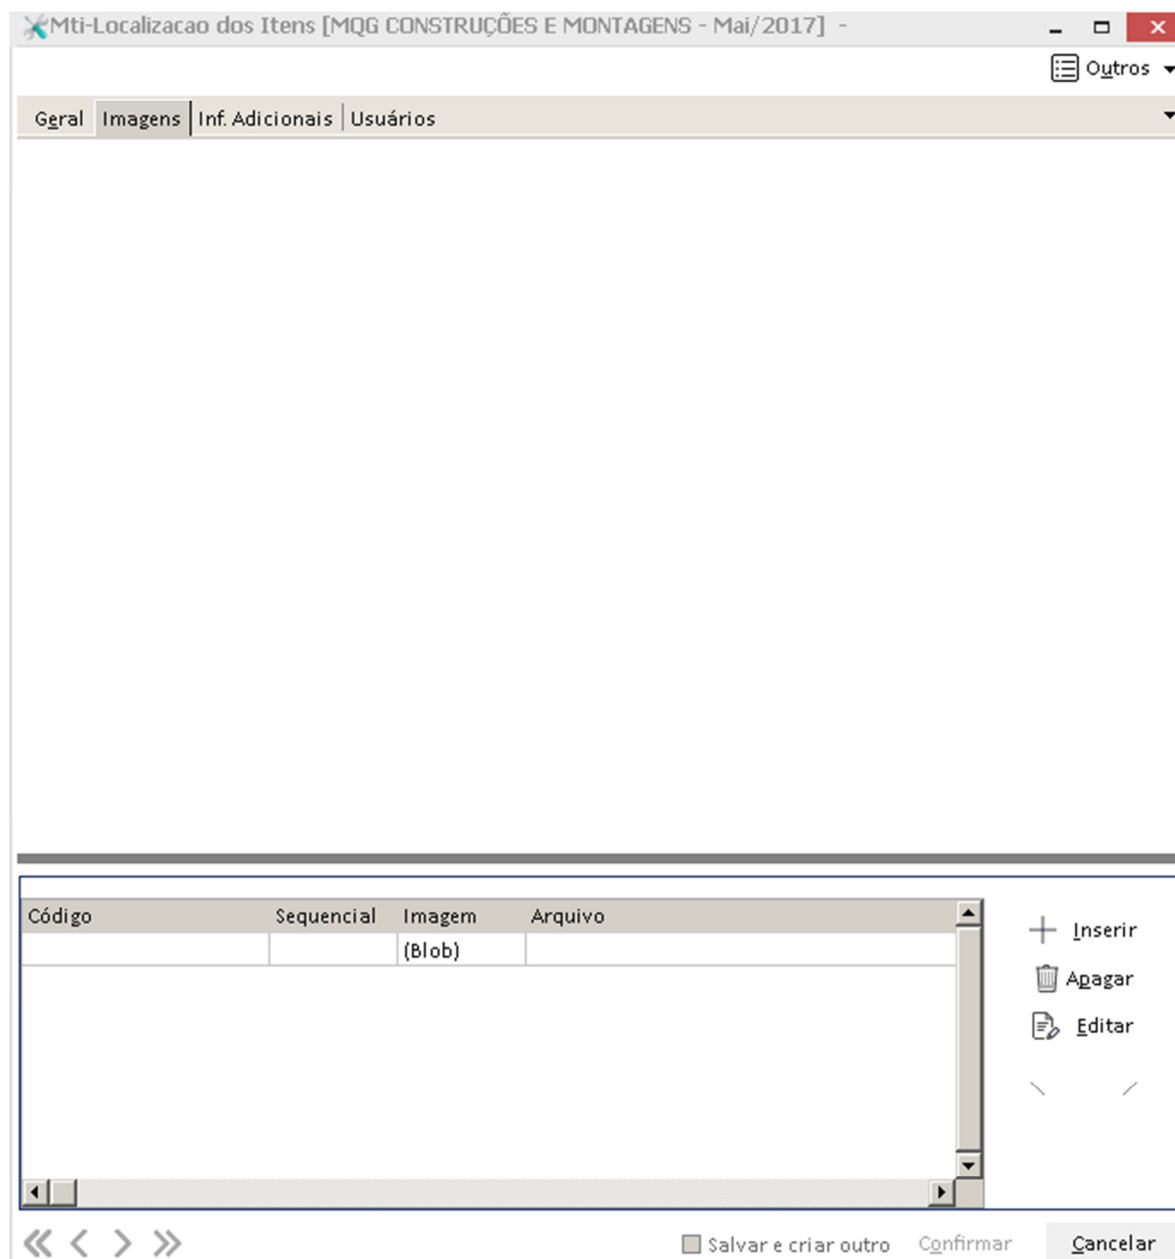 Mti-Localizacao dos Itens [MQG CONSTRUÇÕES E MONTAGENS - Mai/2017] -
Outros
Geral Imagens Inf. Adicionais Usuários
Código Sequencial Imagem Arquivo
(Blob)
Inserir
Apagar
Editar
Salvar e criar outro Confirmar Cancelar